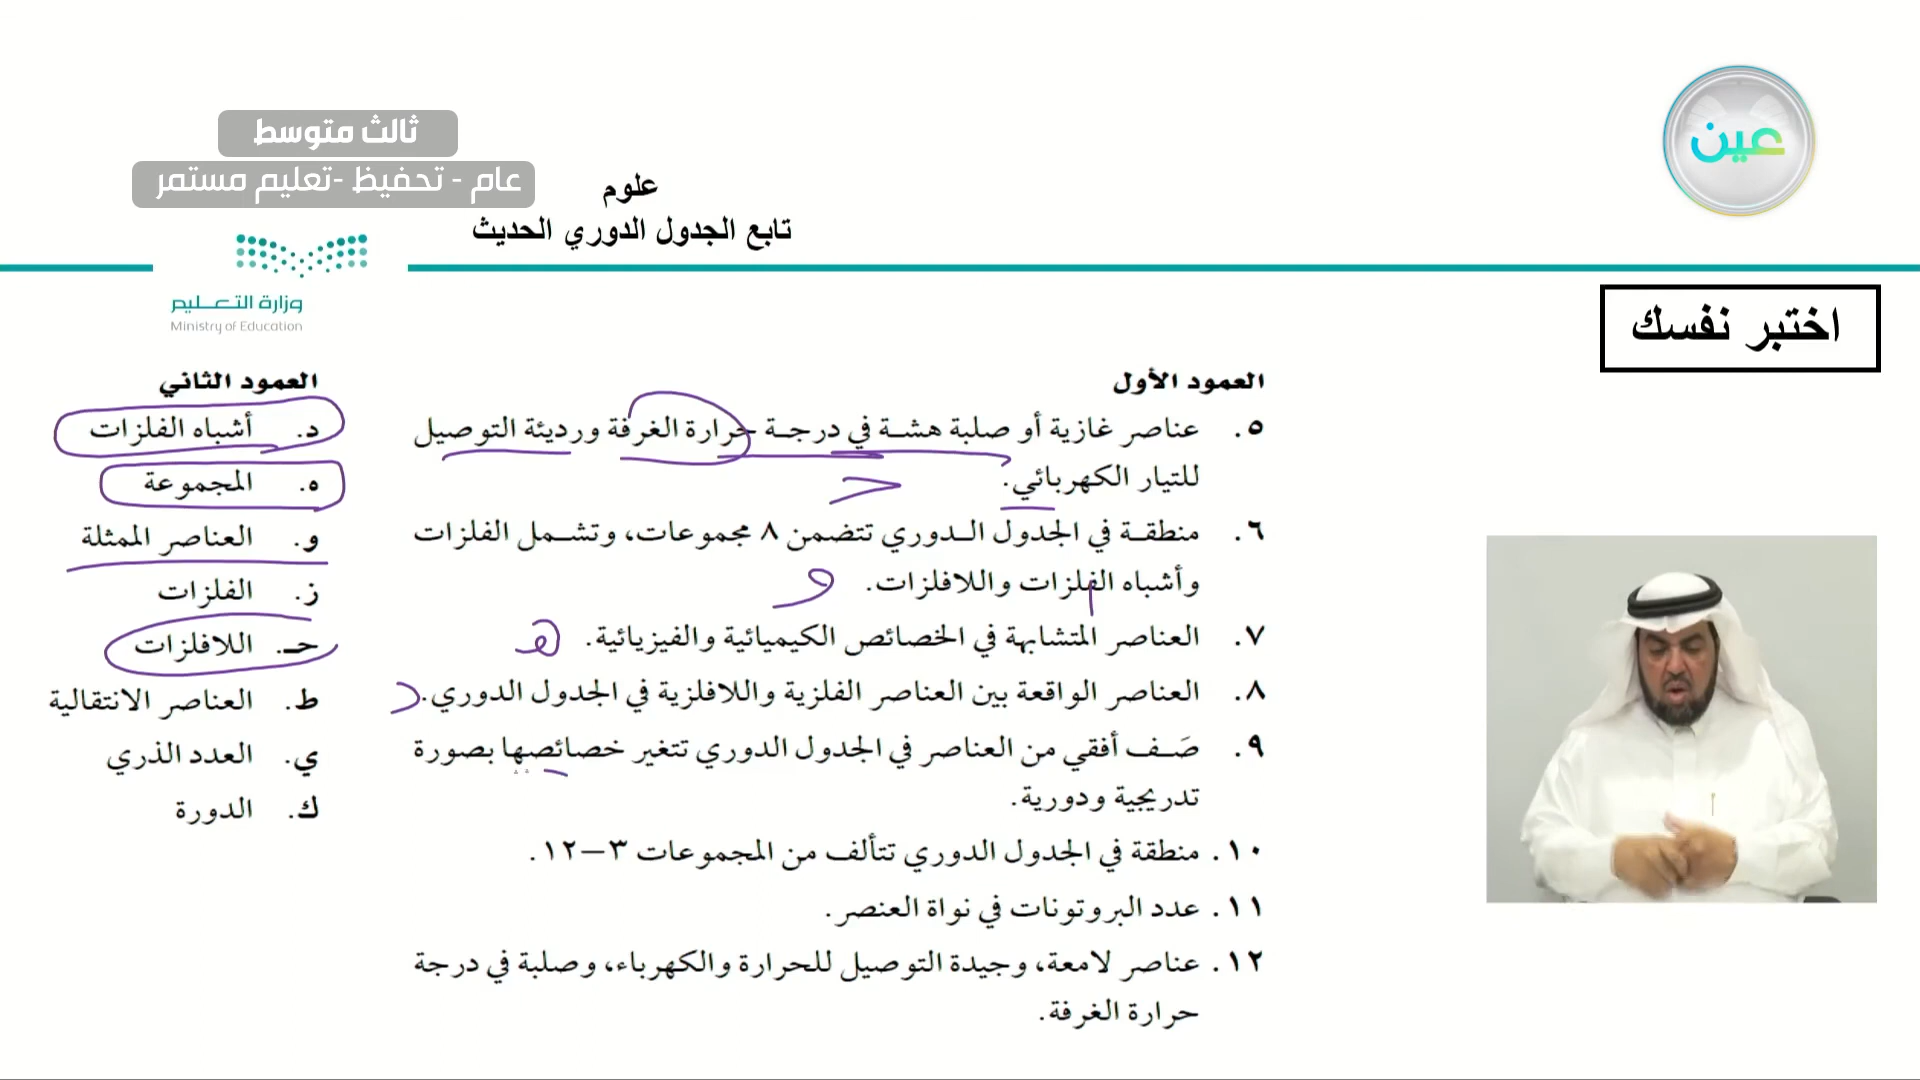 عين
ثالث متوسط
عام - تحفيظ -تعليم مستمر
علوم
تابع الجدول الدوري الحديث
وزارة التعليم
Ministry of Education
اختبر نفسك
العمود الأول
٥. عناصر غازية أو صلبة هشة في درجة حرارة الغرفة ورديئة التوصيل
للتيار الكهربائي.
٦. منطقة في الجدول الدوري تتضمن ٨ مجموعات، وتشمل الفلزات
وأشباه الفلزات واللافلزات. و
٧. العناصر المتشابهة في الخصائص الكيميائية والفيزيائية. هـ
٨. العناصر الواقعة بين العناصر الفلزية واللافلزية في الجدول الدوري. د
٩. صَف أفقي من العناصر في الجدول الدوري تتغير خصائصها بصورة
تدريجية ودورية.
١٠. منطقة في الجدول الدوري تتألف من المجموعات ٣–١٢.
١١. عدد البروتونات في نواة العنصر.
١٢. عناصر لامعة، وجيدة التوصيل للحرارة والكهرباء، وصلبة في درجة
حرارة الغرفة.
العمود الثاني
د. أشباه الفلزات
ه. المجموعة
و. العناصر الممثلة
ز. الفلزات
حـ. اللافلزات
ط. العناصر الانتقالية
ي. العدد الذري
ك. الدورة